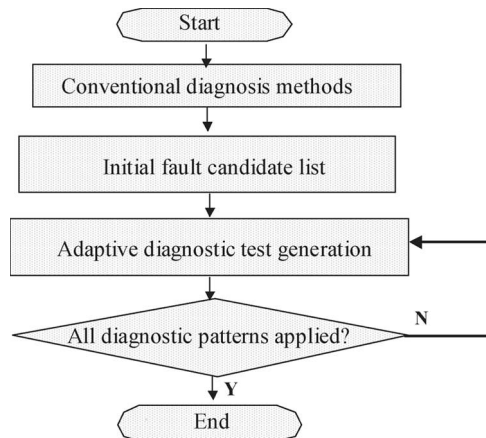 Start
Conventional diagnosis methods
Initial fault candidate list
Adaptive diagnostic test generation
All diagnostic patterns applied?
N
Y
End